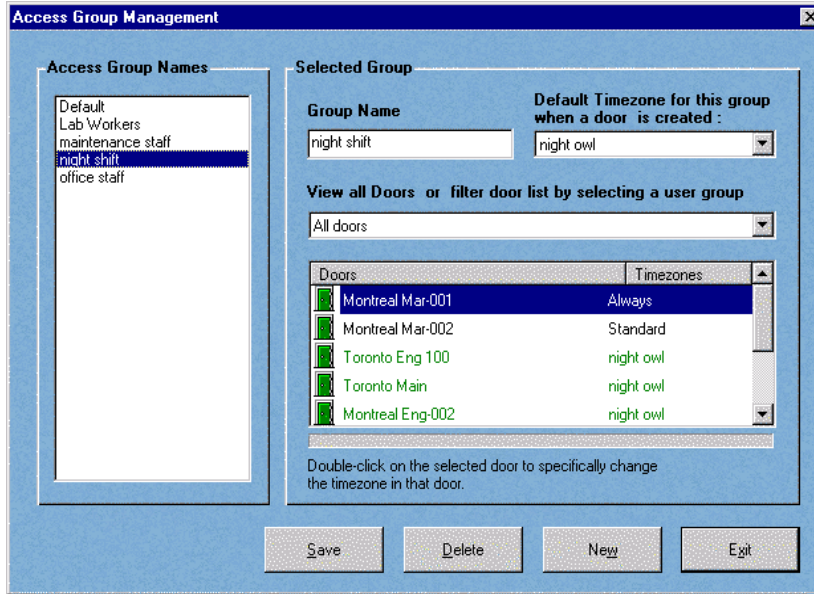 Access Group Management
Access Group Names
Default
Lab Workers
maintenance staff
night shift
office staff
Selected Group
Group Name
night shift
Default Timezone for this group
when a door is created :
night owl
View all Doors or filter door list by selecting a user group
All doors
Doors Timezones
Montreal Mar-001 Always
Montreal Mar-002 Standard
Toronto Eng 100 night owl
Toronto Main night owl
Montreal Eng-002 night owl
Double-click on the selected door to specifically change
the timezone in that door.
Save Delete New Exit